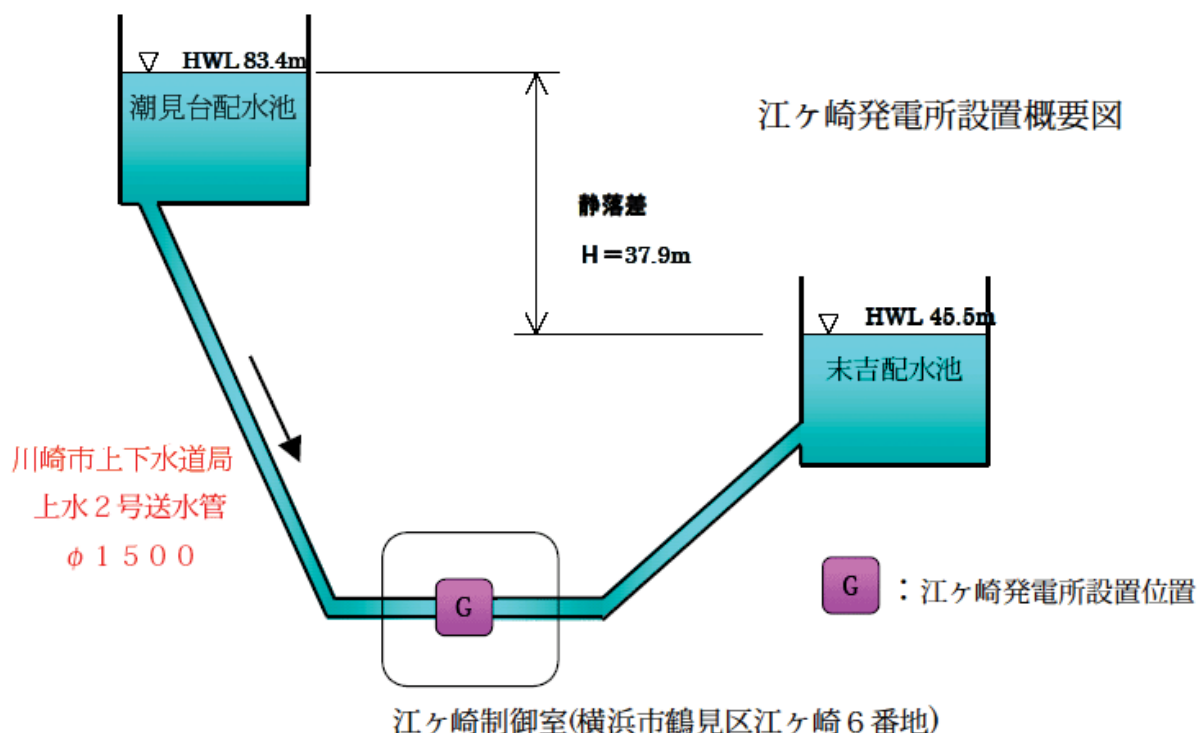 HWL 83.4m
潮見台配水池
江ヶ崎発電所設置概要図
静落差
H＝37.9m
HWL 45.5m
末吉配水池
川崎市上下水道局
上水２号送水管
φ１５００
G
G
：江ヶ崎発電所設置位置
江ヶ崎制御室(横浜市鶴見区江ヶ崎６番地)